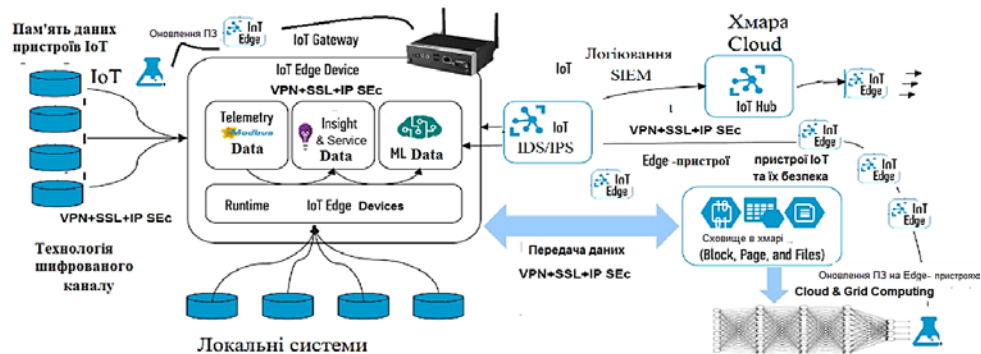 Пам'ять даних
пристроїв IoT
IoT
Оновлення ПЗ
IoT
Edge
IoT Gateway
IoT Edge Device
VPN+SSL+IP SEc
Telemetry
Modbus
Data
Insight
& Service
Data
ML Data
Runtime
IoT Edge Devices
VPN+SSL+IP SEc
Технологія
шифрованого
каналу
Локальні системи
IoT
IDS/IPS
IoT
Логіювання
SIEM
Хмара
Cloud
IoT Hub
IoT
Edge
VPN+SSL+IP SEc
IoT
Edge
Edge -пристрої
пристрої IoT
та їх безпека
IoT
Edge
IoT
Edge
IoT
Edge
10
01
Сховище в хмарі
(Block, Page, and Files)
Передача даних
VPN+SSL+IP SEc
Оновлення ПЗ на Edge- пристроях
Cloud & Grid Computing